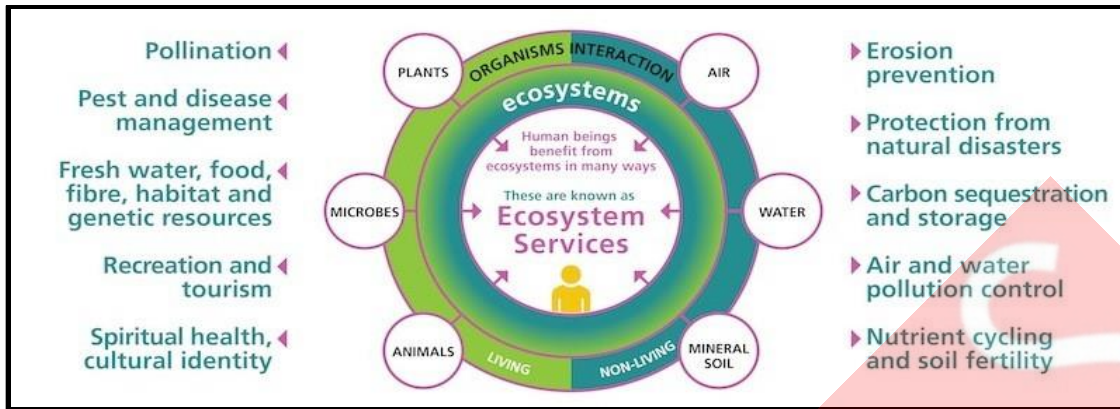 Pollination
Pest and disease
management
Fresh water, food,
fibre, habitat and
genetic resources
Recreation and
tourism
Spiritual health,
cultural identity
ORGANISMS INTERACTION
PLANTS
AIR
ecosystems
Human beings
benefit from
ecosystems in many ways
These are known as
Ecosystem
Services
MICROBES
WATER
ANIMALS
LIVING
NON-LIVING
MINERAL
SOIL
Erosion
prevention
Protection from
natural disasters
Carbon sequestration
and storage
Air and water
pollution control
Nutrient cycling
and soil fertility